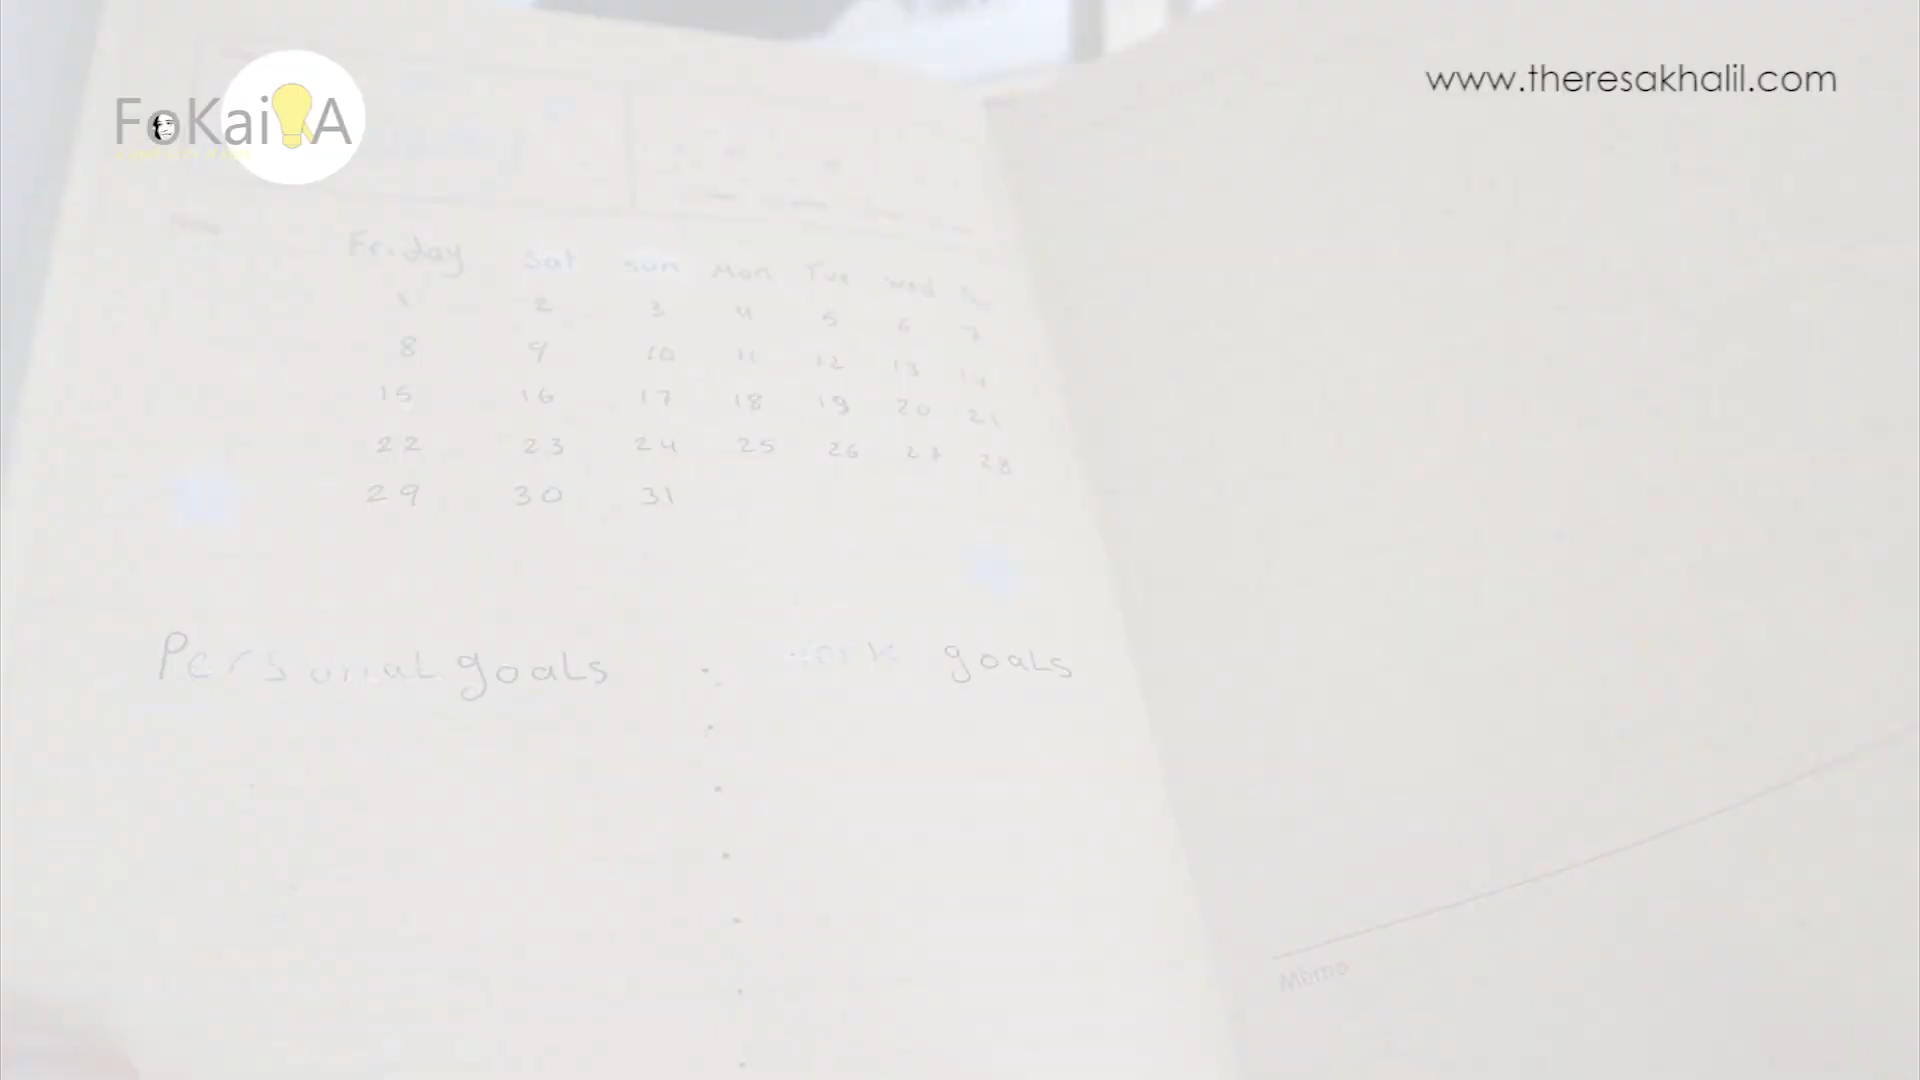 www.theresakhalil.com
FoKaiA
Friday Sat Sun Mon Tue wed
1 2 3 4 5 6 7
8 9 10 11 12 13 14
15 16 17 18 19 20 21
22 23 24 25 26 27 28
29 30 31
Personal goals work goals
Memo